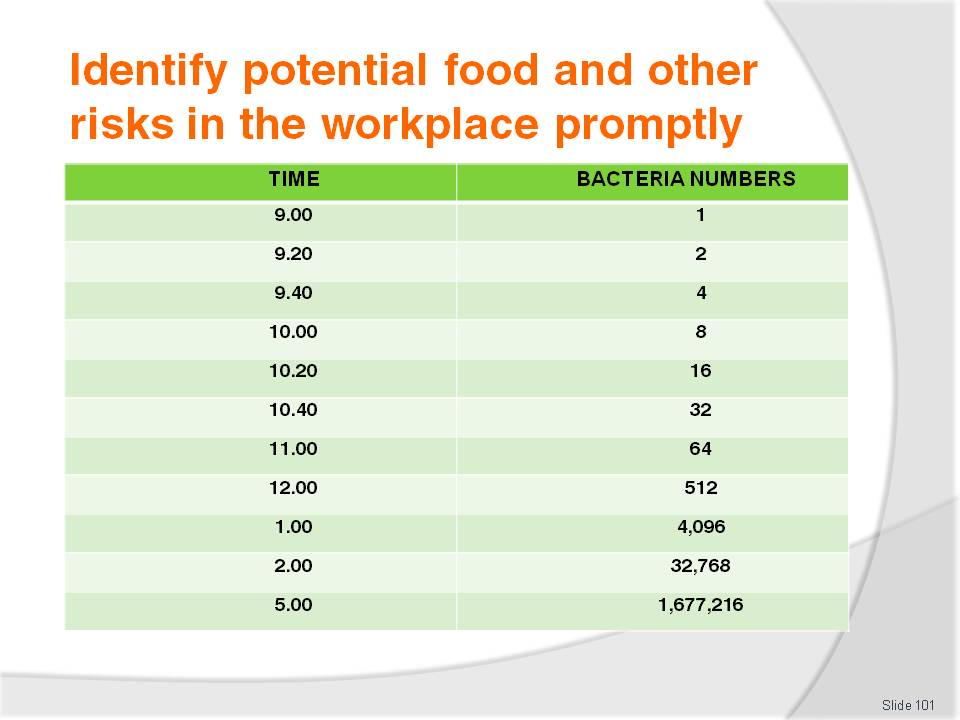 Identify potential food and other
risks in the workplace promptly
TIME BACTERIA NUMBERS
9.00 1
9.20 2
9.40 4
10.00 8
10.20 16
10.40 32
11.00 64
12.00 512
1.00 4,096
2.00 32,768
5.00 1,677,216
Slide 101